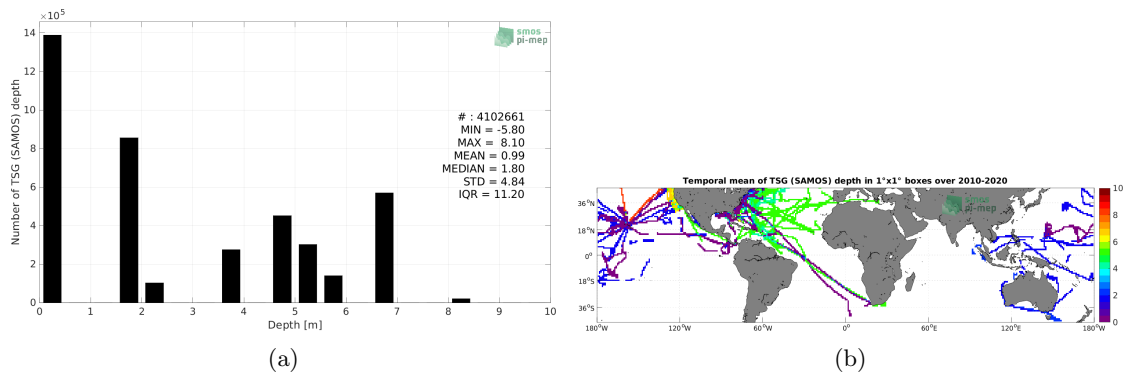 ×10⁵
14
12
10
8
6
4
2
0
Number of TSG (SAMOS) depth
smos
pi-mep
# : 4102661
MIN = -5.80
MAX = 8.10
MEAN = 0.99
MEDIAN = 1.80
STD = 4.84
IQR = 11.20
0 1 2 3 4 5 6 7 8 9 10
Depth [m]
(a)
Temporal mean of TSG (SAMOS) depth in 1°x1° boxes over 2010-2020
smos
pi-mep
36°N
18°N
0°
18°S
36°S
180°W 120°W 60°W 0° 60°E 120°E 180°W
10
8
6
4
2
0
(b)